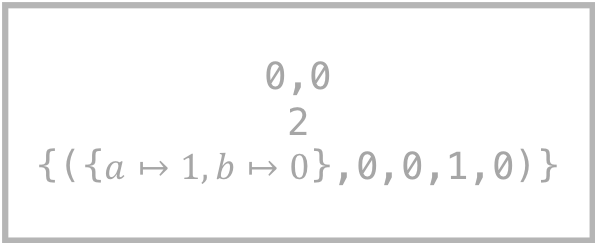 0,0
2
{({a ↦ 1, b ↦ 0},0,0,1,0)}